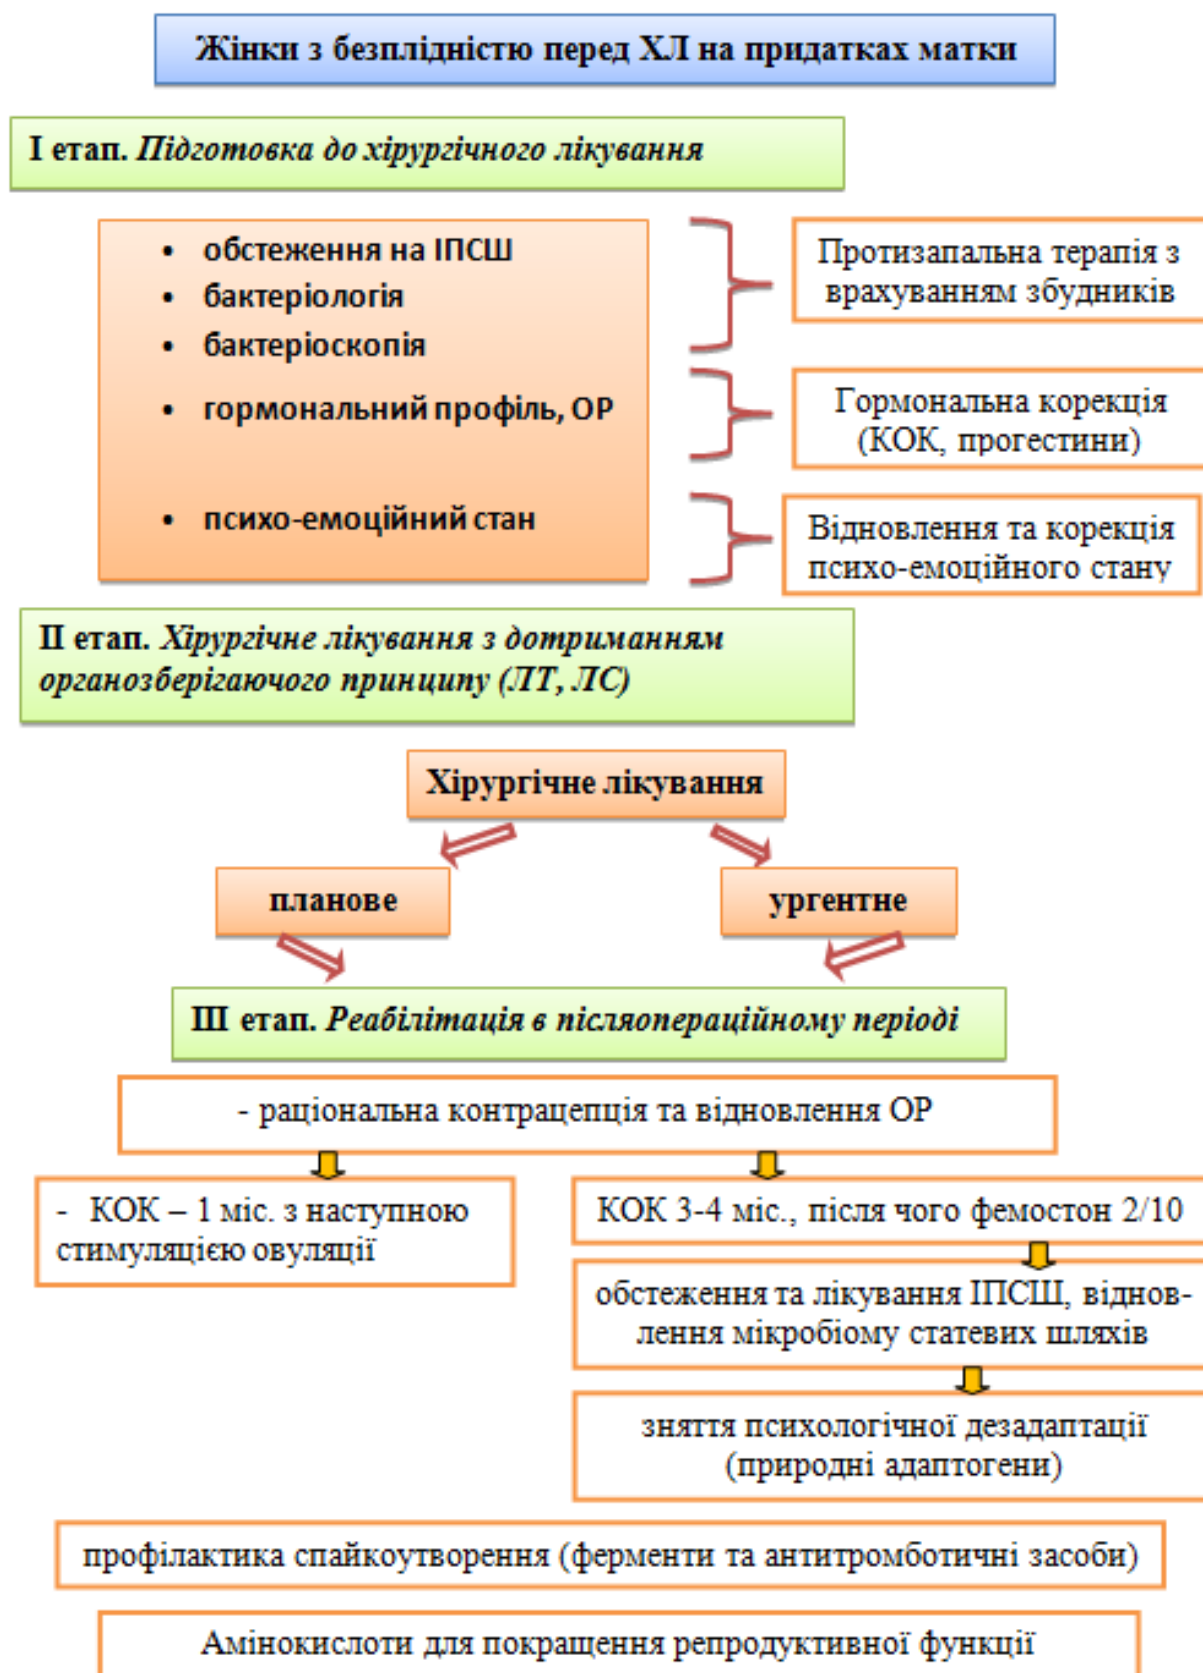 Жінки з безплідністю перед ХЛ на придатках матки
І етап. Підготовка до хірургічного лікування
• обстеження на ІПСШ
• бактеріологія
• бактеріоскопія
• гормональний профіль, ОР
• психо-емоційний стан
Протизапальна терапія з
врахуванням збудників
Гормональна корекція
(КОК, прогестини)
Відновлення та корекція
психо-емоційного стану
ІІ етап. Хірургічне лікування з дотриманням
органозберігаючого принципу (ЛТ, ЛС)
Хірургічне лікування
планове
ургентне
ІІІ етап. Реабілітація в післяопераційному періоді
- раціональна контрацепція та відновлення ОР
- КОК – 1 міс. з наступною
стимуляцією овуляції
КОК 3-4 міс., після чого фемостон 2/10
обстеження та лікування ІПСШ, віднов-
лення мікробіому статевих шляхів
зняття психологічної дезадаптації
(природні адаптогени)
профілактика спайкоутворення (ферменти та антитромботичні засоби)
Амінокислоти для покращення репродуктивної функції